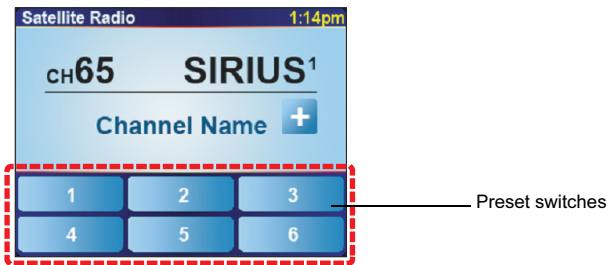 Satellite Radio 1:14pm
CH65 SIRIUS¹
Channel Name +
1 2 3
Preset switches
4 5 6